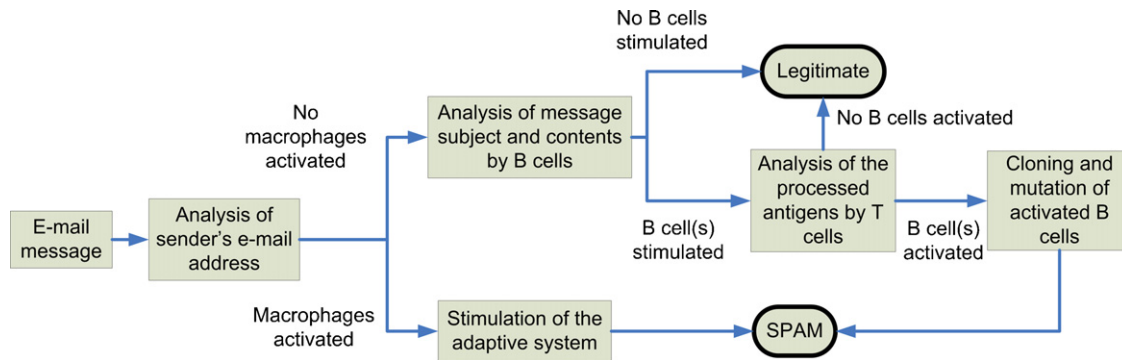 E-mail
message
Analysis of
sender's e-mail
address
No
macrophages
activated
Macrophages
activated
Analysis of message
subject and contents
by B cells
Stimulation of the
adaptive system
No B cells
stimulated
B cell(s)
stimulated
Legitimate
No B cells activated
Analysis of the
processed
antigens by T
cells
B cell(s)
activated
Cloning and
mutation of
activated B
cells
SPAM